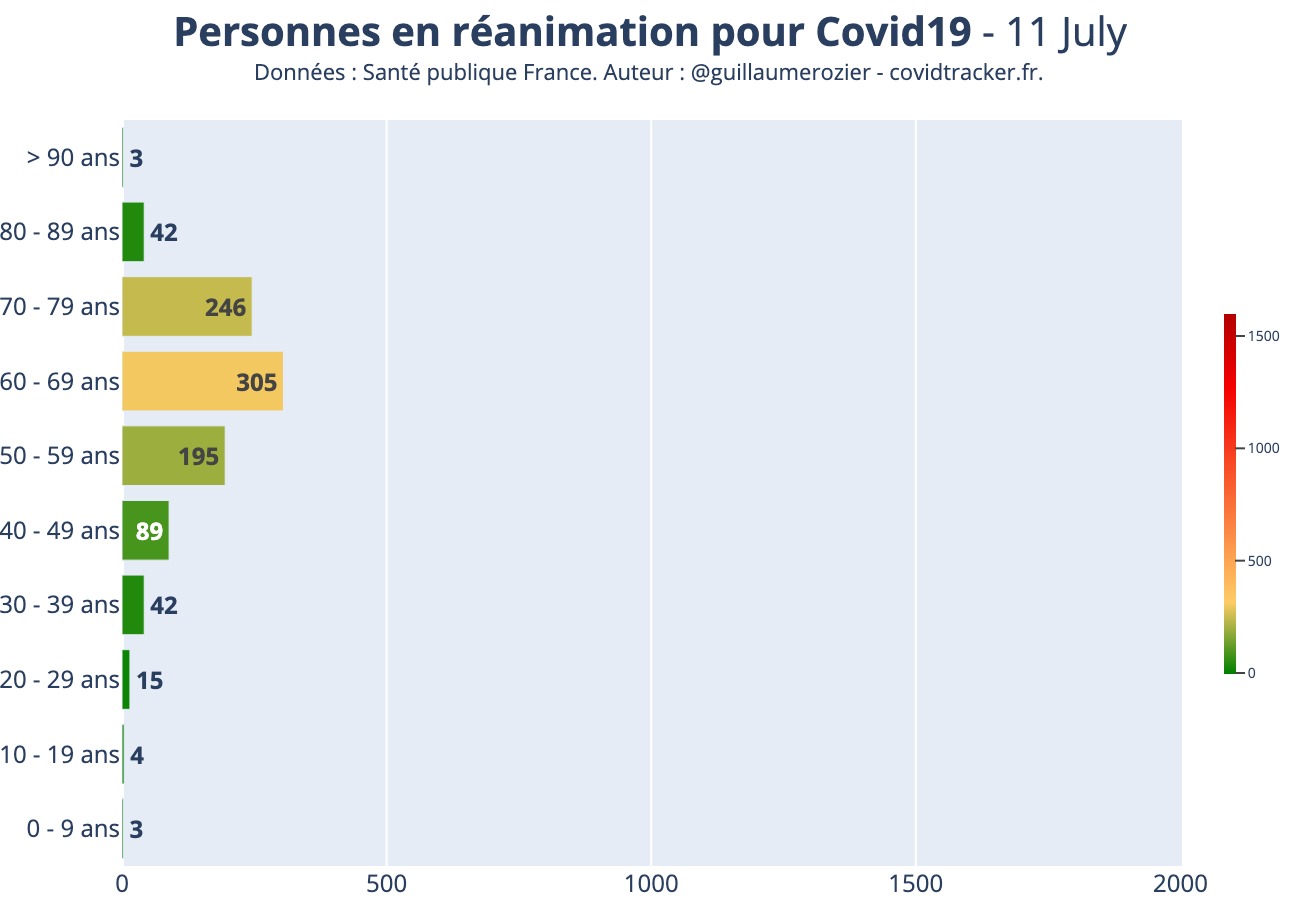 Personnes en réanimation pour Covid19 - 11 July
Données : Santé publique France. Auteur : @guillaumerozier - covidtracker.fr.
> 90 ans 3
80 - 89 ans 42
70 - 79 ans 246
60 - 69 ans 305
50 - 59 ans 195
40 - 49 ans 89
30 - 39 ans 42
20 - 29 ans 15
10 - 19 ans 4
0 - 9 ans 3
0 500 1000 1500 2000
1500
1000
500
0